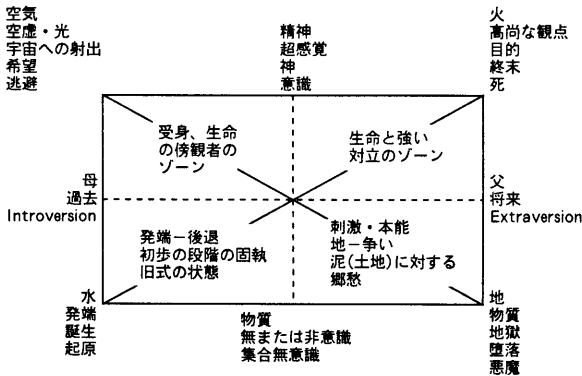 空気
空虚・光
宇宙への射出
希望
逃避
精神
超感覚
神
意識
火
高尚な観点
目的
終末
死
受身、生命
の傍観者の
ゾーン
生命と強い
対立のゾーン
母
過去
Introversion
父
将来
Extraversion
発端－後退
初歩の段階の固執
旧式の状態
刺激・本能
地－争い
泥(土地)に対する
郷愁
水
発端
誕生
起原
物質
無または非意識
集合無意識
地
物質
地獄
堕落
悪魔